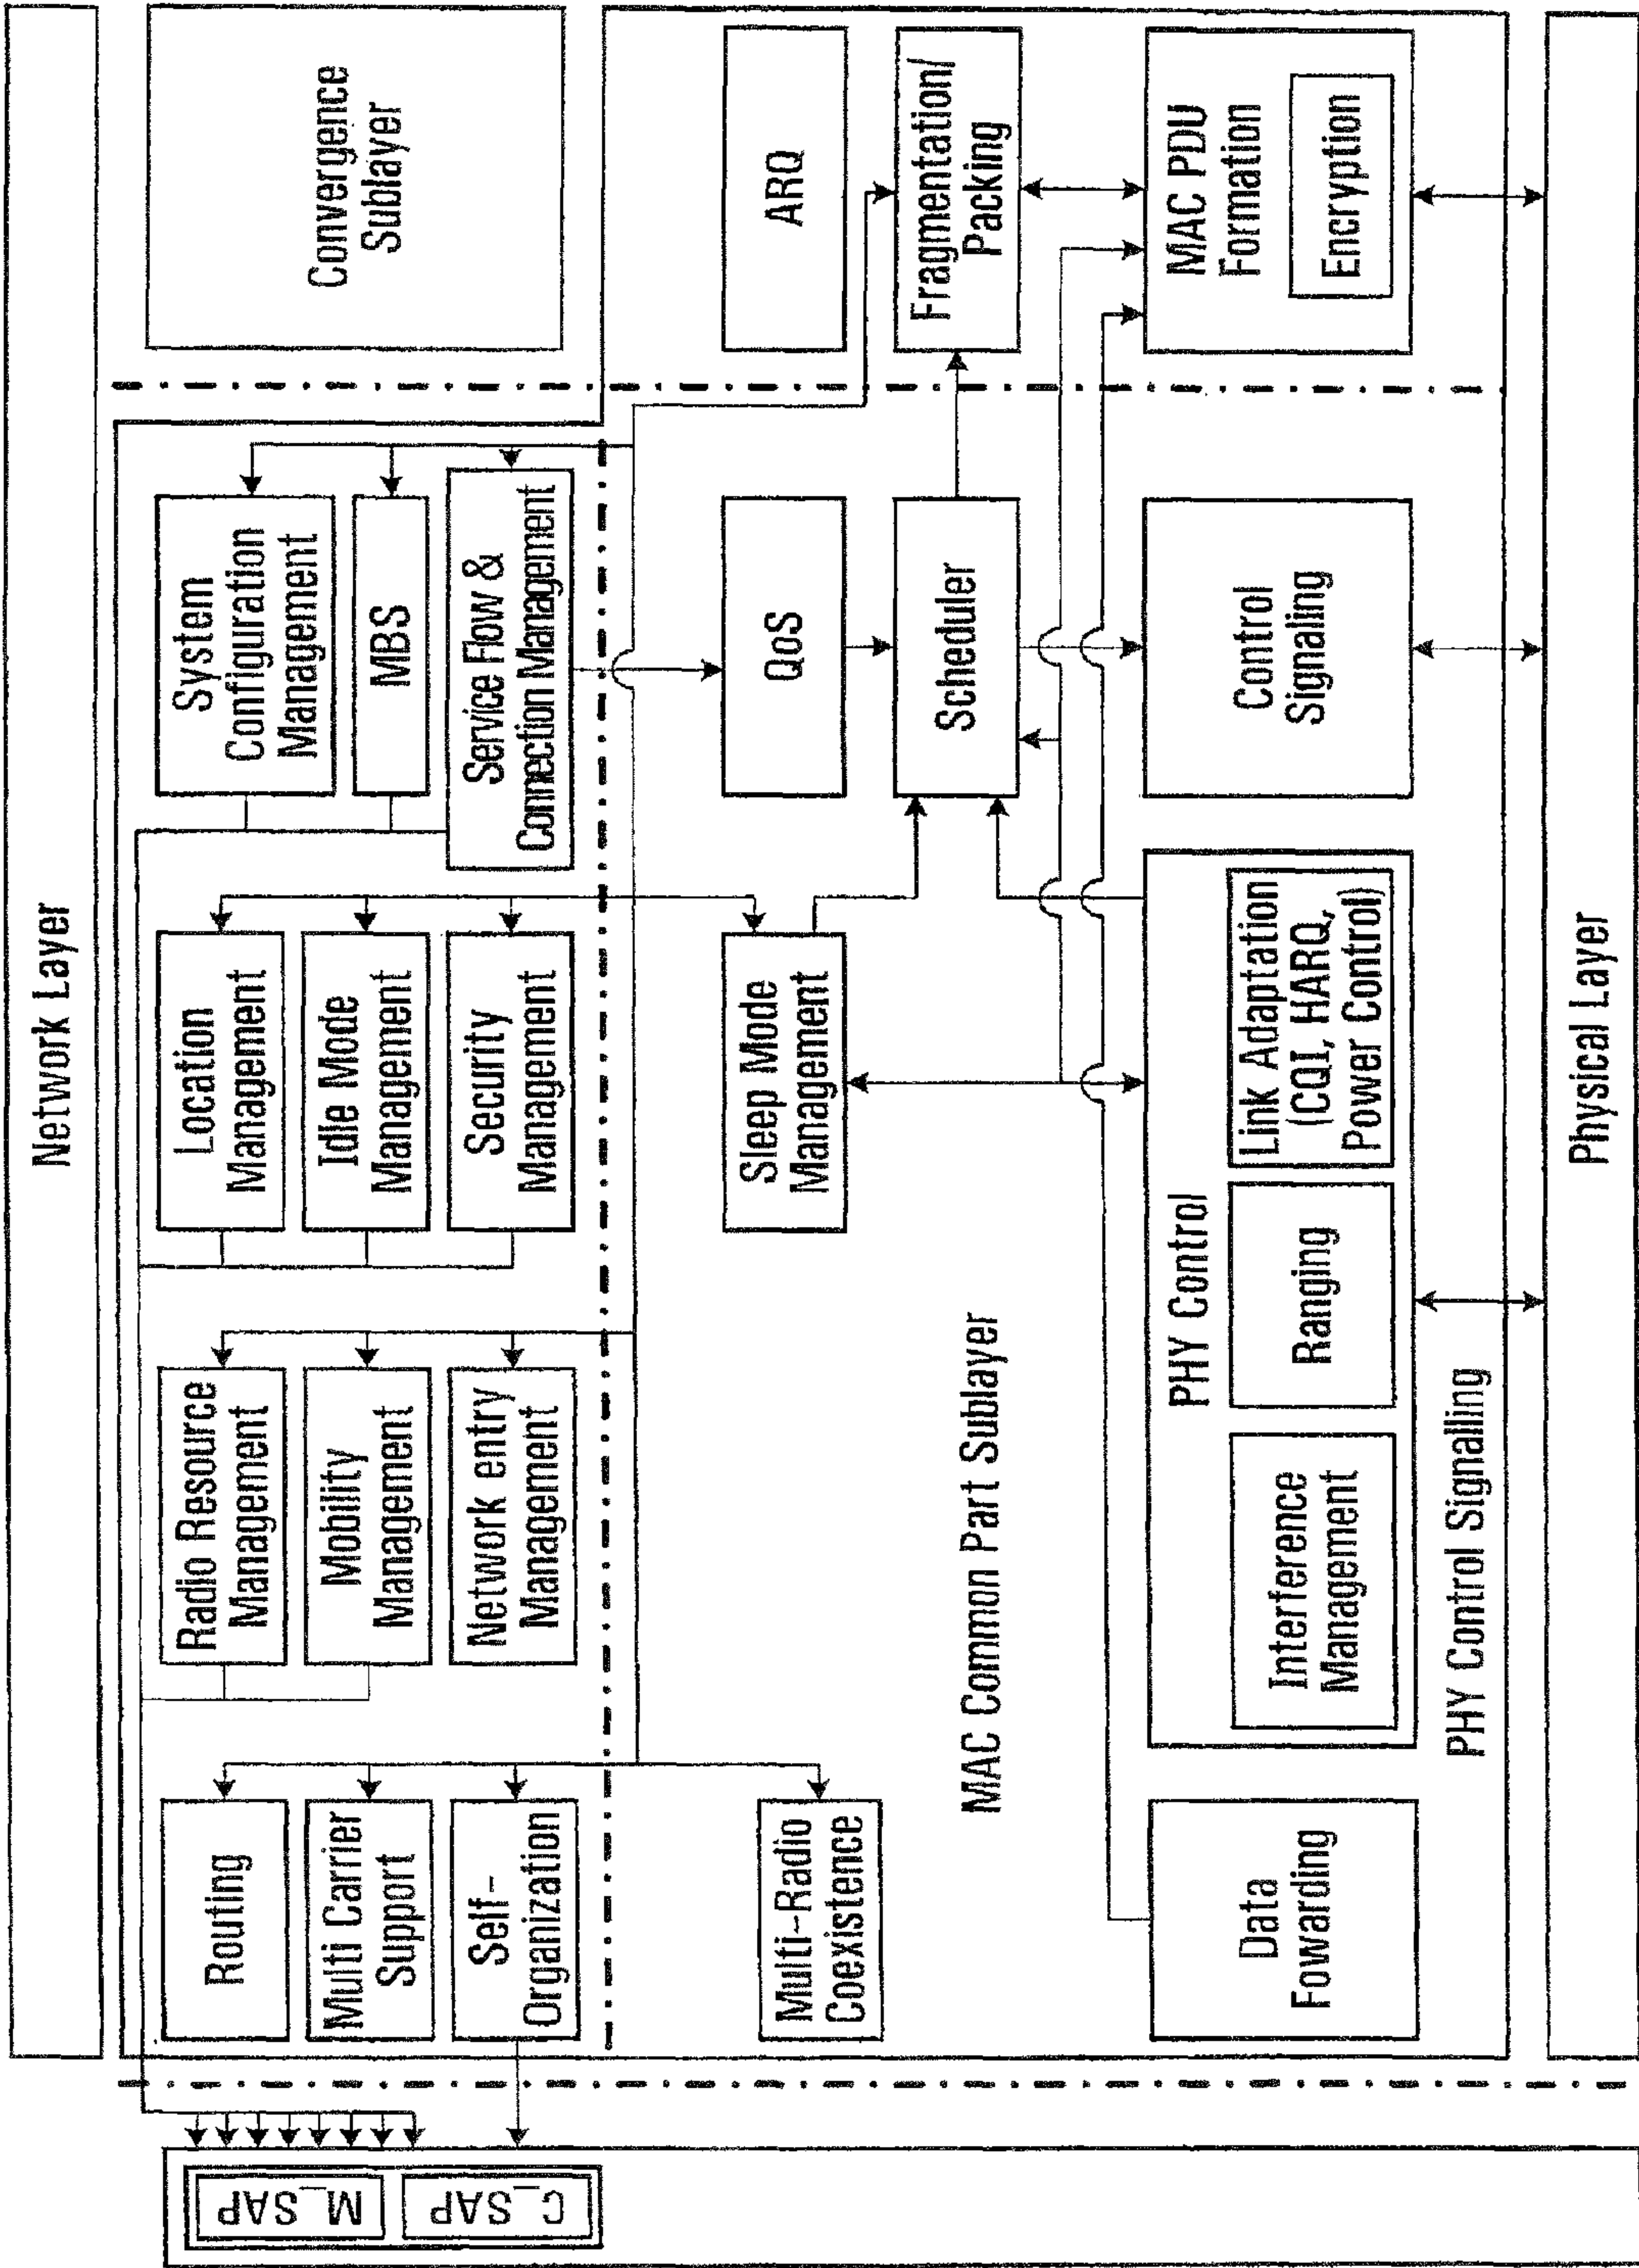 Network Layer
M_SAP
C_SAP
Routing
Multi Carrier
Support
Self-
Organization
Radio Resource
Management
Mobility
Management
Network entry
Management
Location
Management
Idle Mode
Management
Security
Management
System
Configuration
Management
MBS
Service Flow &
Connection Management
Convergence
Sublayer
Multi-Radio
Coexistence
Sleep Mode
Management
QoS
ARQ
MAC Common Part Sublayer
Scheduler
Fragmentation/
Packing
Data
Fowarding
PHY Control
Interference
Management
Ranging
Link Adaptation
(CQI, HARQ,
Power Control)
Control
Signaling
MAC PDU
Formation
Encryption
PHY Control Signalling
Physical Layer